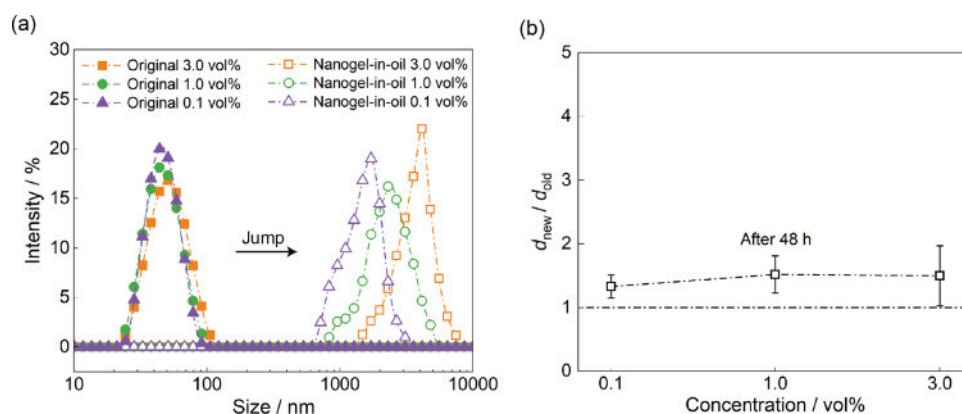 (a)
30
25
20
15
10
5
0
Intensity / %
Original 3.0 vol%
Original 1.0 vol%
Original 0.1 vol%
Nanogel-in-oil 3.0 vol%
Nanogel-in-oil 1.0 vol%
Nanogel-in-oil 0.1 vol%
Jump
10
100
1000
10000
Size / nm
(b)
5
4
3
2
1
0
d_new / d_old
After 48 h
0.1
1.0
3.0
Concentration / vol%